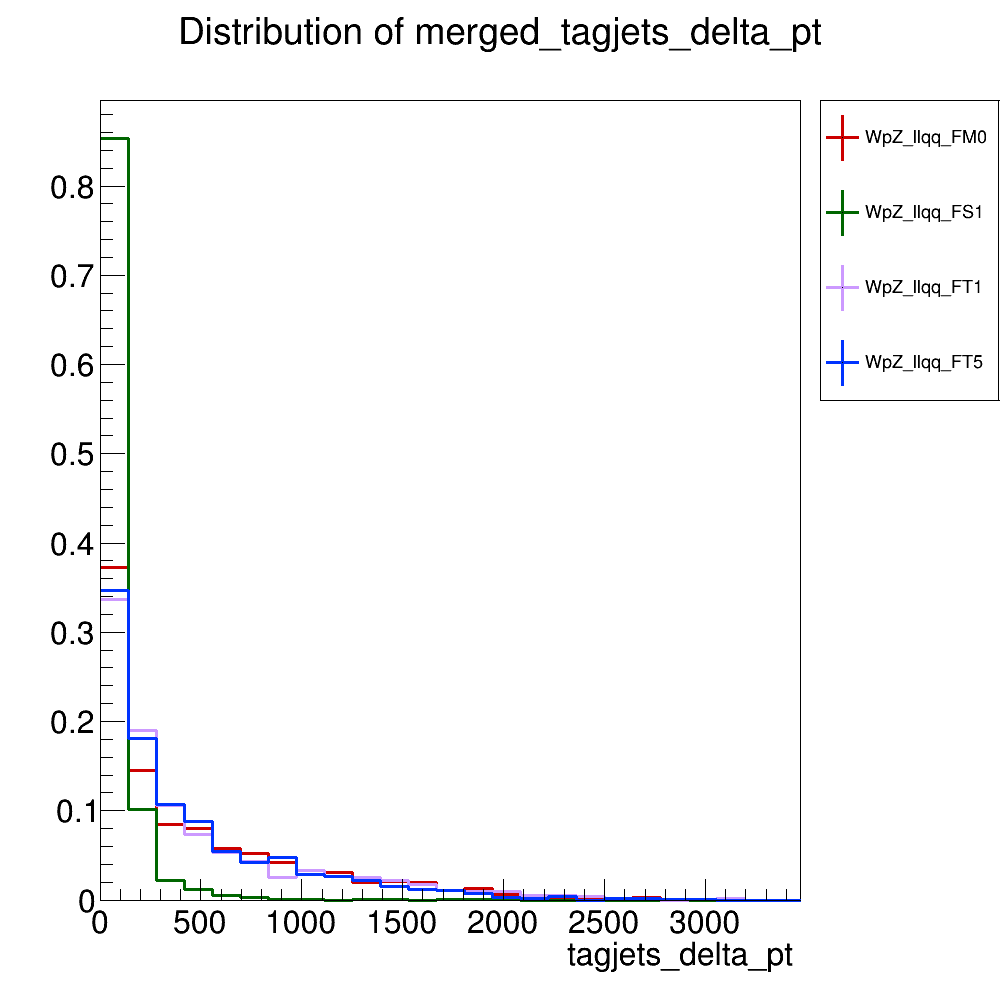 Distribution of merged_tagjets_delta_pt
WpZ_llqq_FM0
WpZ_llqq_FS1
WpZ_llqq_FT1
WpZ_llqq_FT5
0.8
0.7
0.6
0.5
0.4
0.3
0.2
0.1
0
0 500 1000 1500 2000 2500 3000
tagjets_delta_pt